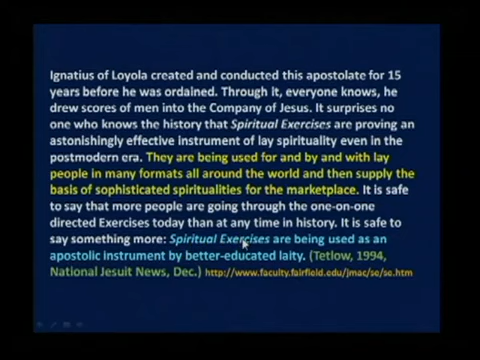 Ignatius of Loyola created and conducted this apostolate for 15
years before he was ordained. Through it, everyone knows, he
drew scores of men into the Company of Jesus. It surprises no
one who knows the history that Spiritual Exercises are proving an
astonishingly effective instrument of lay spirituality even in the
postmodern era. They are being used for and by and with lay
people in many formats all around the world and then supply the
basis of sophisticated spiritualities for the marketplace. It is safe
to say that more people are going through the one-on-one
directed Exercises today than at any time in history. It is safe to
say something more: Spiritual Exercises are being used as an
apostolic instrument by better-educated laity. (Tetlow, 1994,
National Jesuit News, Dec.) http://www.faculty.fairfield.edu/jmac/se/se.htm